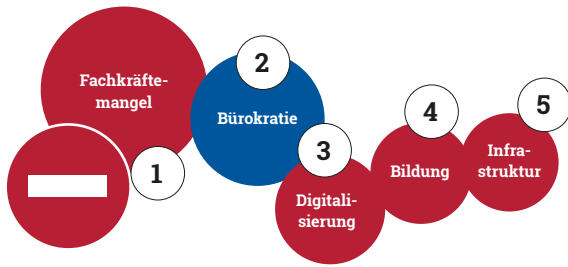 Fachkräfte-
mangel
1
2
Bürokratie
3
Digitali-
sierung
4
Bildung
5
Infra-
struktur